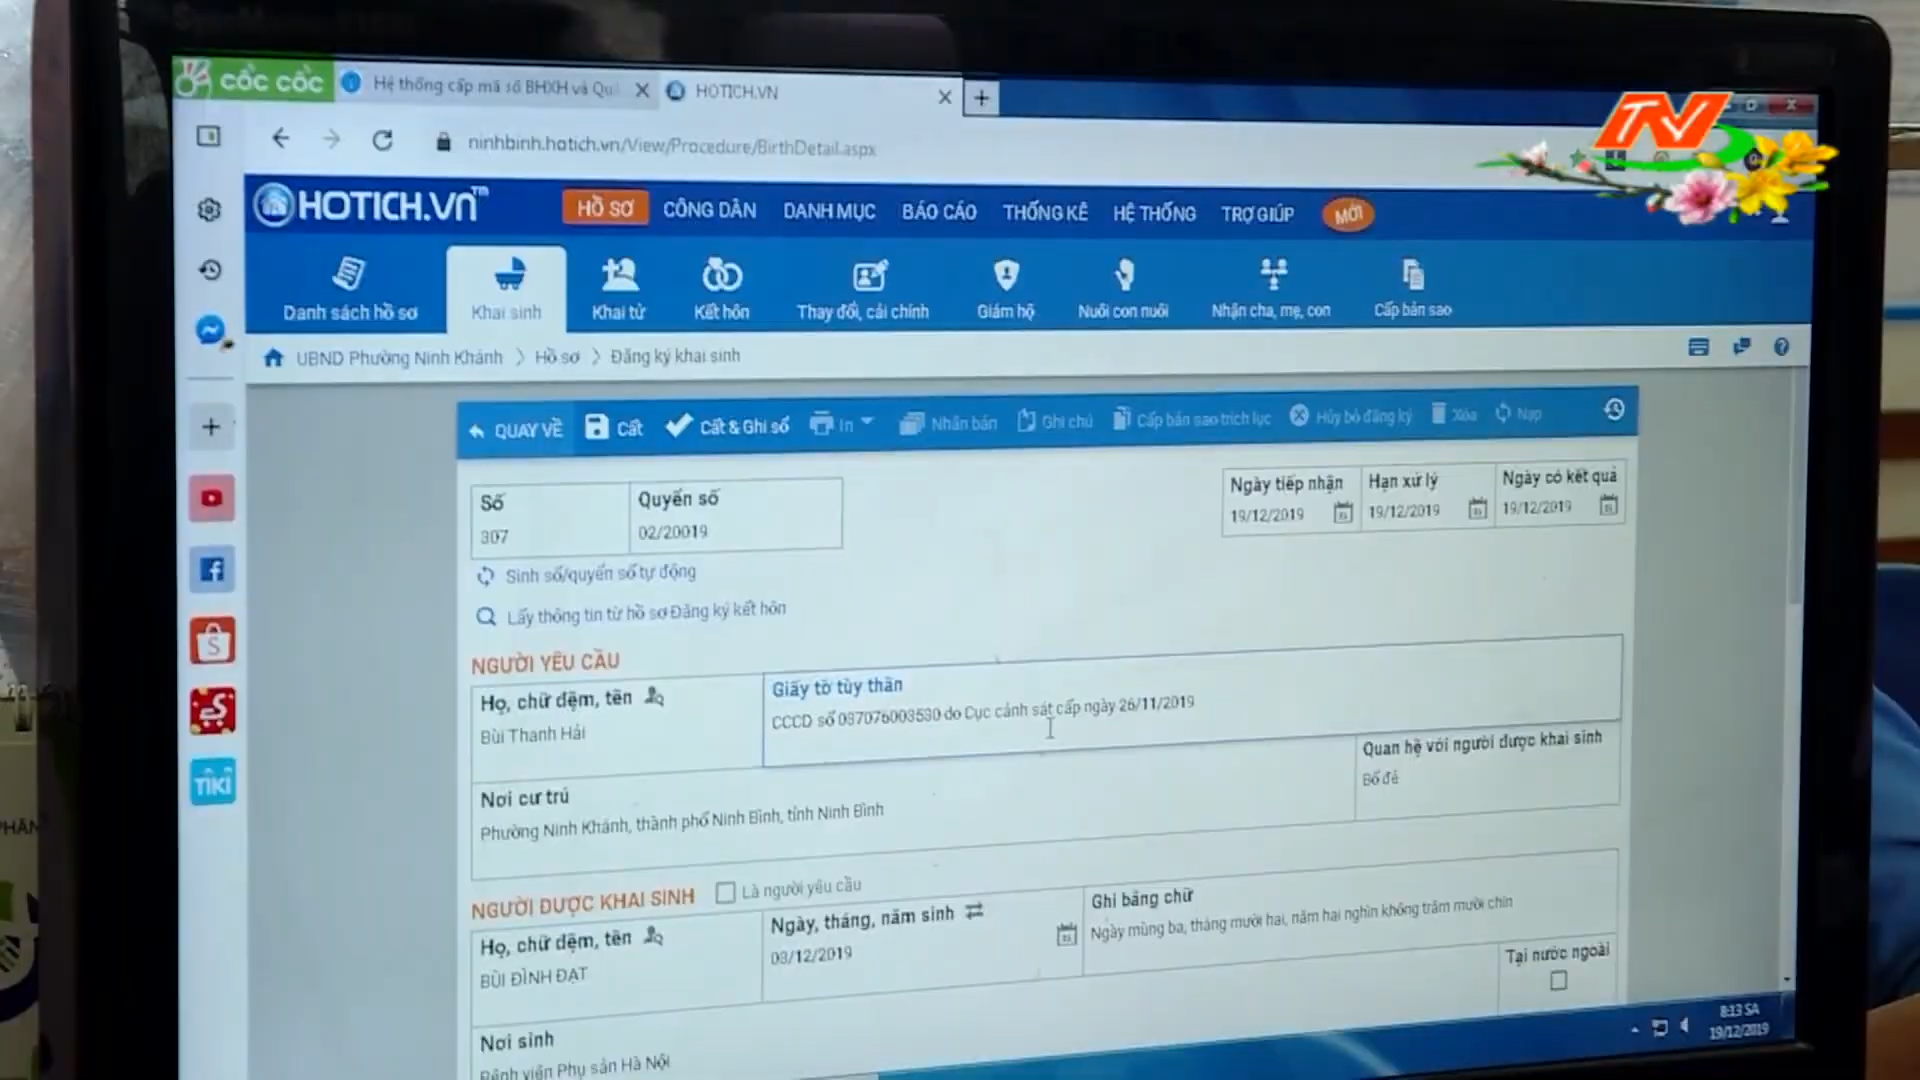 cốc cốc
Hệ thống cấp mã số BHXH và Qu
HOTICH.VN
ninhbinh.hotich.vn/View/Procedure/BirthDetail.aspx
TV
HOTICH.VN™
HỒ SƠ CÔNG DÂN DANH MỤC BÁO CÁO THỐNG KÊ HỆ THỐNG TRỢ GIÚP MỚI
Danh sách hồ sơ Khai sinh Khai tử Kết hôn Thay đổi, cải chính Giám hộ Nuôi con nuôi Nhận cha, mẹ, con Cấp bản sao
UBND Phường Ninh Khánh > Hồ sơ > Đăng ký khai sinh
QUAY VỀ Cất Cất & Ghi sổ In Nhân bản Ghi chú Cấp bản sao trích lục Hủy bỏ đăng ký Xóa Nạp
Số Quyển số
307 02/20019
Ngày tiếp nhận Hạn xử lý Ngày có kết quả
19/12/2019 19/12/2019 19/12/2019
Sinh số/quyển số tự động
Lấy thông tin từ hồ sơ Đăng ký kết hôn
NGƯỜI YÊU CẦU
Họ, chữ đệm, tên Giấy tờ tùy thân
Bùi Thanh Hải CCCD số 037076003530 do Cục cảnh sát cấp ngày 26/11/2019
Nơi cư trú Quan hệ với người được khai sinh
Phường Ninh Khánh, thành phố Ninh Bình, tỉnh Ninh Bình Bố đẻ
NGƯỜI ĐƯỢC KHAI SINH Là người yêu cầu
Họ, chữ đệm, tên Ngày, tháng, năm sinh Ghi bằng chữ
BÙI ĐÌNH ĐẠT 03/12/2019 Ngày mùng ba, tháng mười hai, năm hai nghìn không trăm mười chín
Tại nước ngoài
Nơi sinh
Bệnh viện Phụ sản Hà Nội
TIKI
8:13 SA
19/12/2019